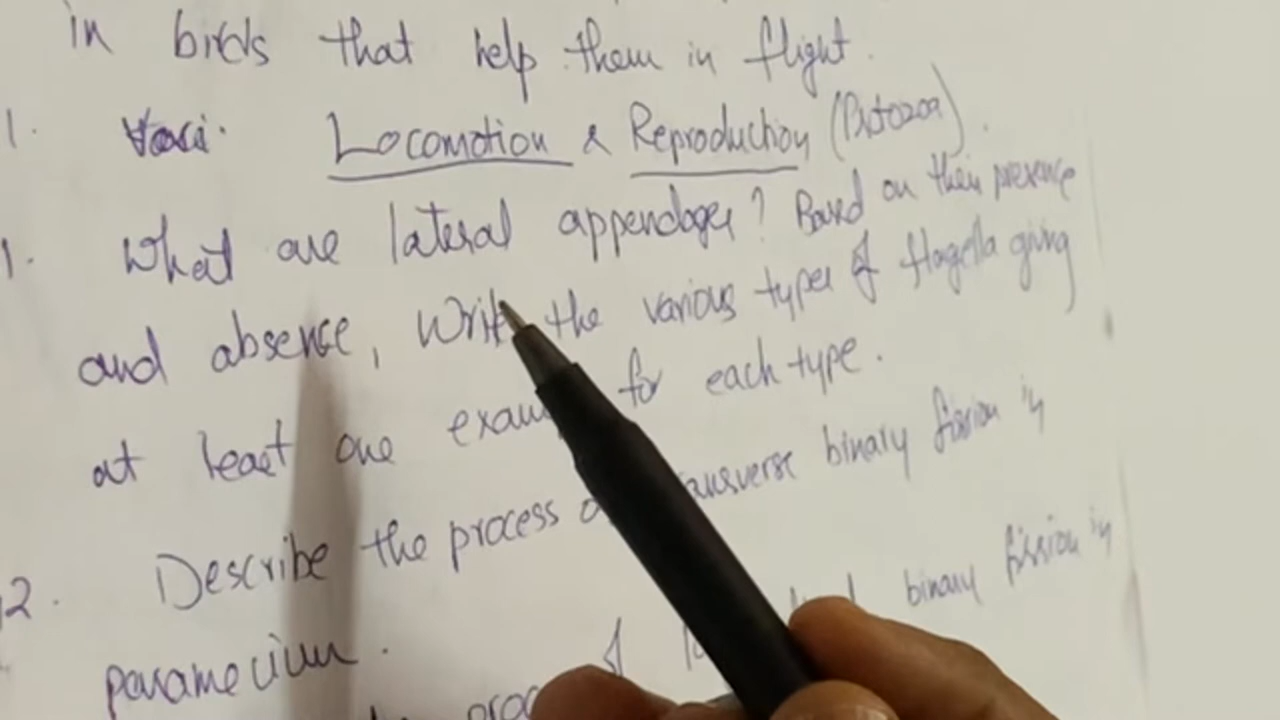 in birds that help them in flight.
1. Locomotion & Reproduction (Protozoa).
1. What are lateral appendages? Based on their presence
and absence, Write the various types of flagella giving
at least one exam for each type.
12. Describe the process binary fission in
paramecium.
of binary fission in